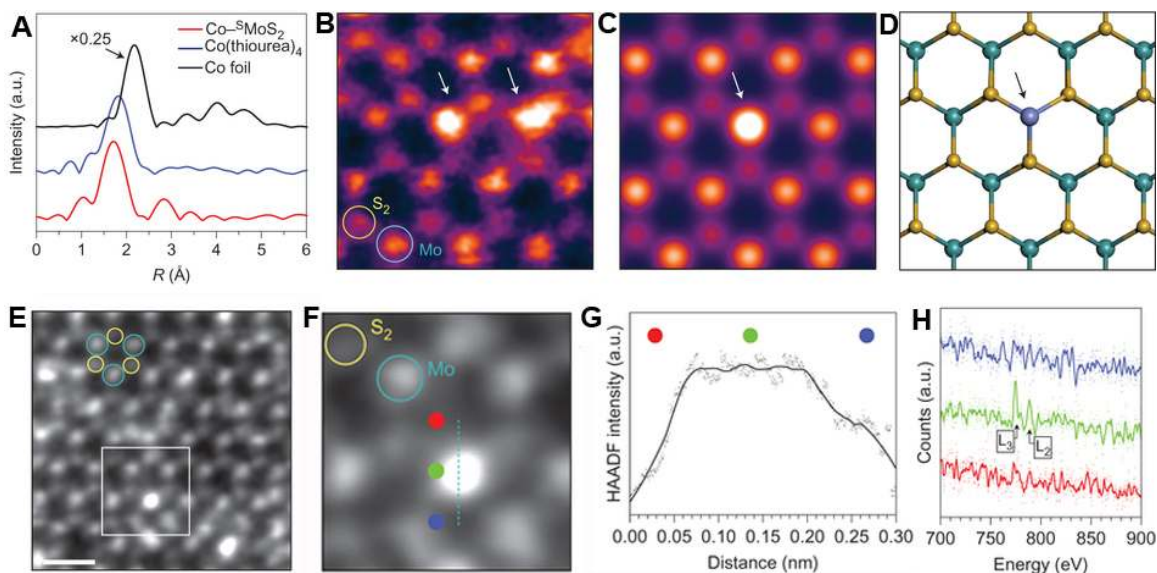 A
×0.25
Co–ˢMoS₂
Co(thiourea)₄
Co foil
Intensity (a.u.)
0 1 2 3 4 5 6
R (Å)
B
S₂
Mo
C
D
E
F
S₂
Mo
G
HAADF intensity (a.u.)
0.00 0.05 0.10 0.15 0.20 0.25 0.30
Distance (nm)
H
Counts (a.u.)
L₃
L₂
700 750 800 850 900
Energy (eV)